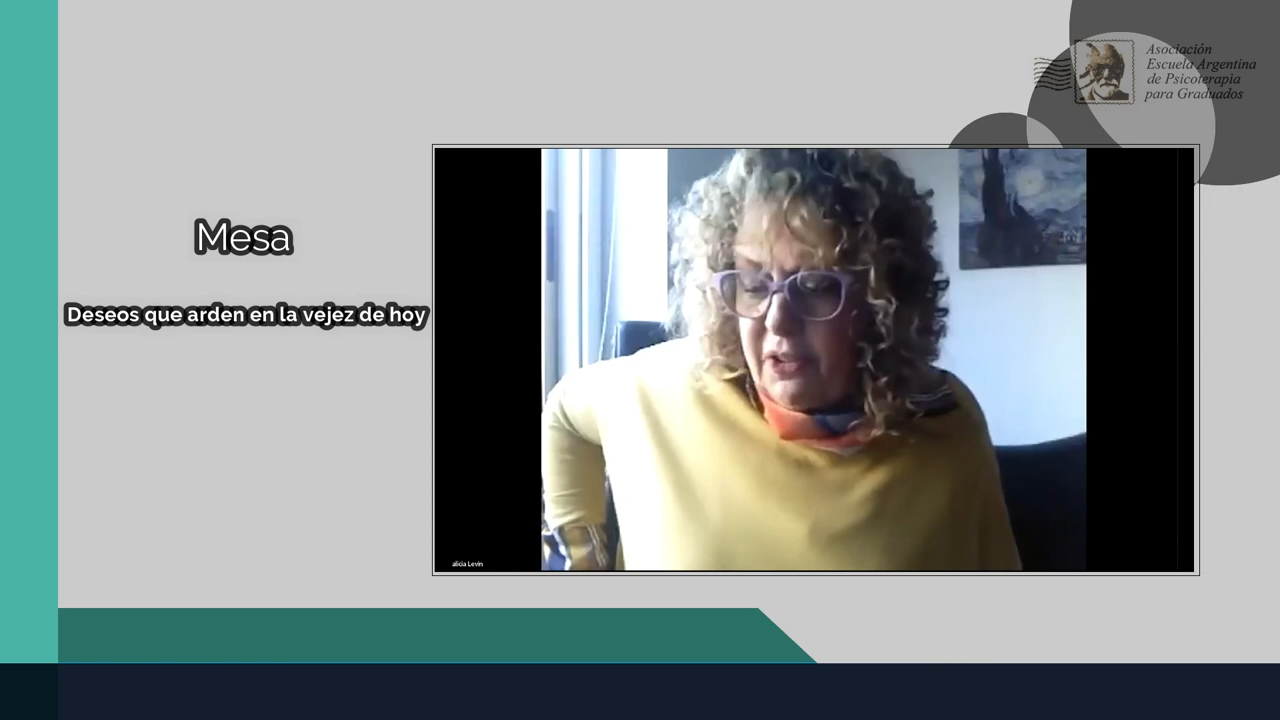 Asociación
Escuela Argentina
de Psicoterapia
para Graduados
Mesa
Deseos que arden en la vejez de hoy
alicia Levin